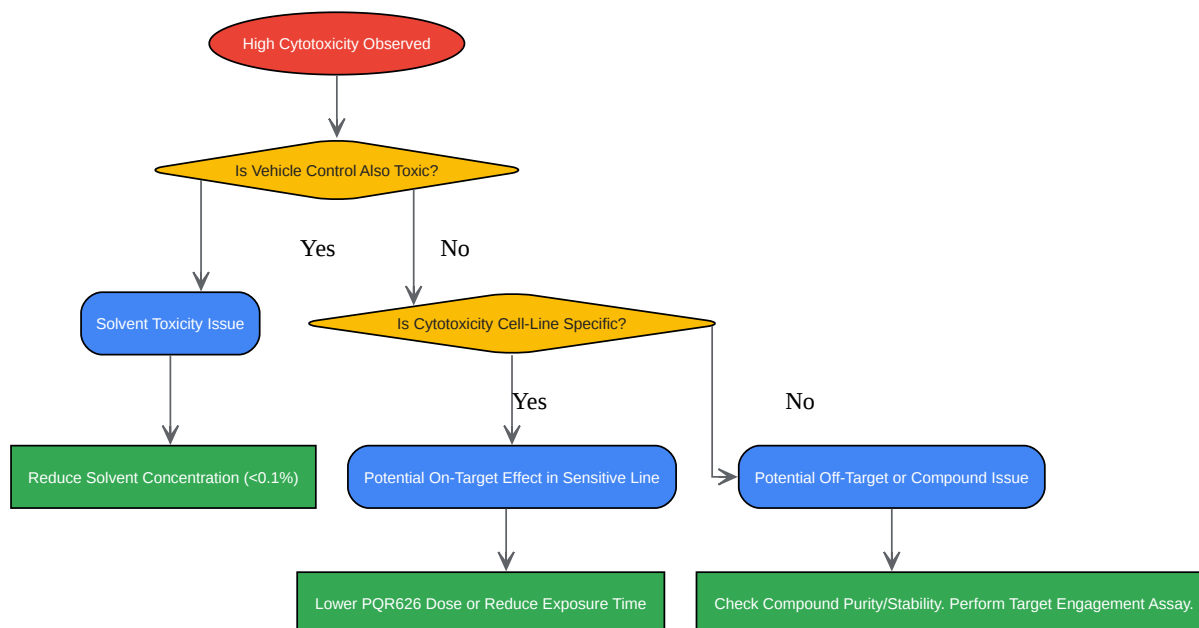 High Cytotoxicity Observed
Is Vehicle Control Also Toxic?
Yes
No
Solvent Toxicity Issue
Is Cytotoxicity Cell-Line Specific?
Yes
No
Reduce Solvent Concentration (<0.1%)
Potential On-Target Effect in Sensitive Line
Potential Off-Target or Compound Issue
Lower PQR626 Dose or Reduce Exposure Time
Check Compound Purity/Stability. Perform Target Engagement Assay.